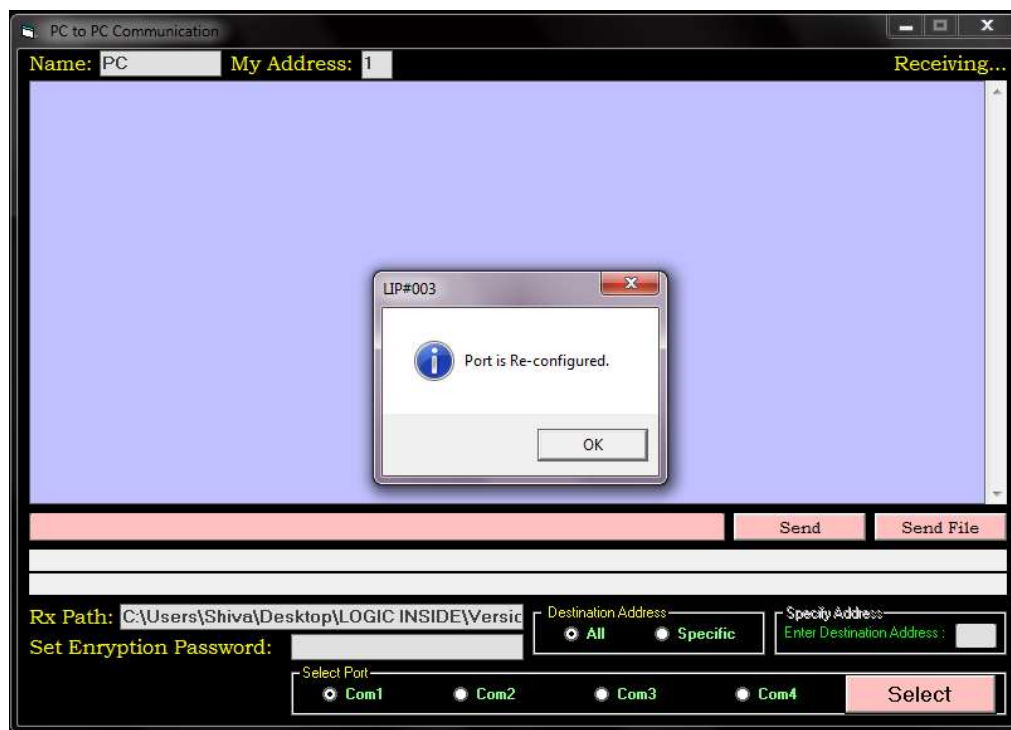 PC to PC Communication
Name: PC My Address: 1 Receiving...
LIP#003
Port is Re-configured.
OK
Send Send File
Rx Path: C:\Users\Shiva\Desktop\LOGIC INSIDE\Versic
Destination Address
All Specific
Specify Address
Enter Destination Address :
Set Enryption Password:
Select Port
Com1 Com2 Com3 Com4 Select